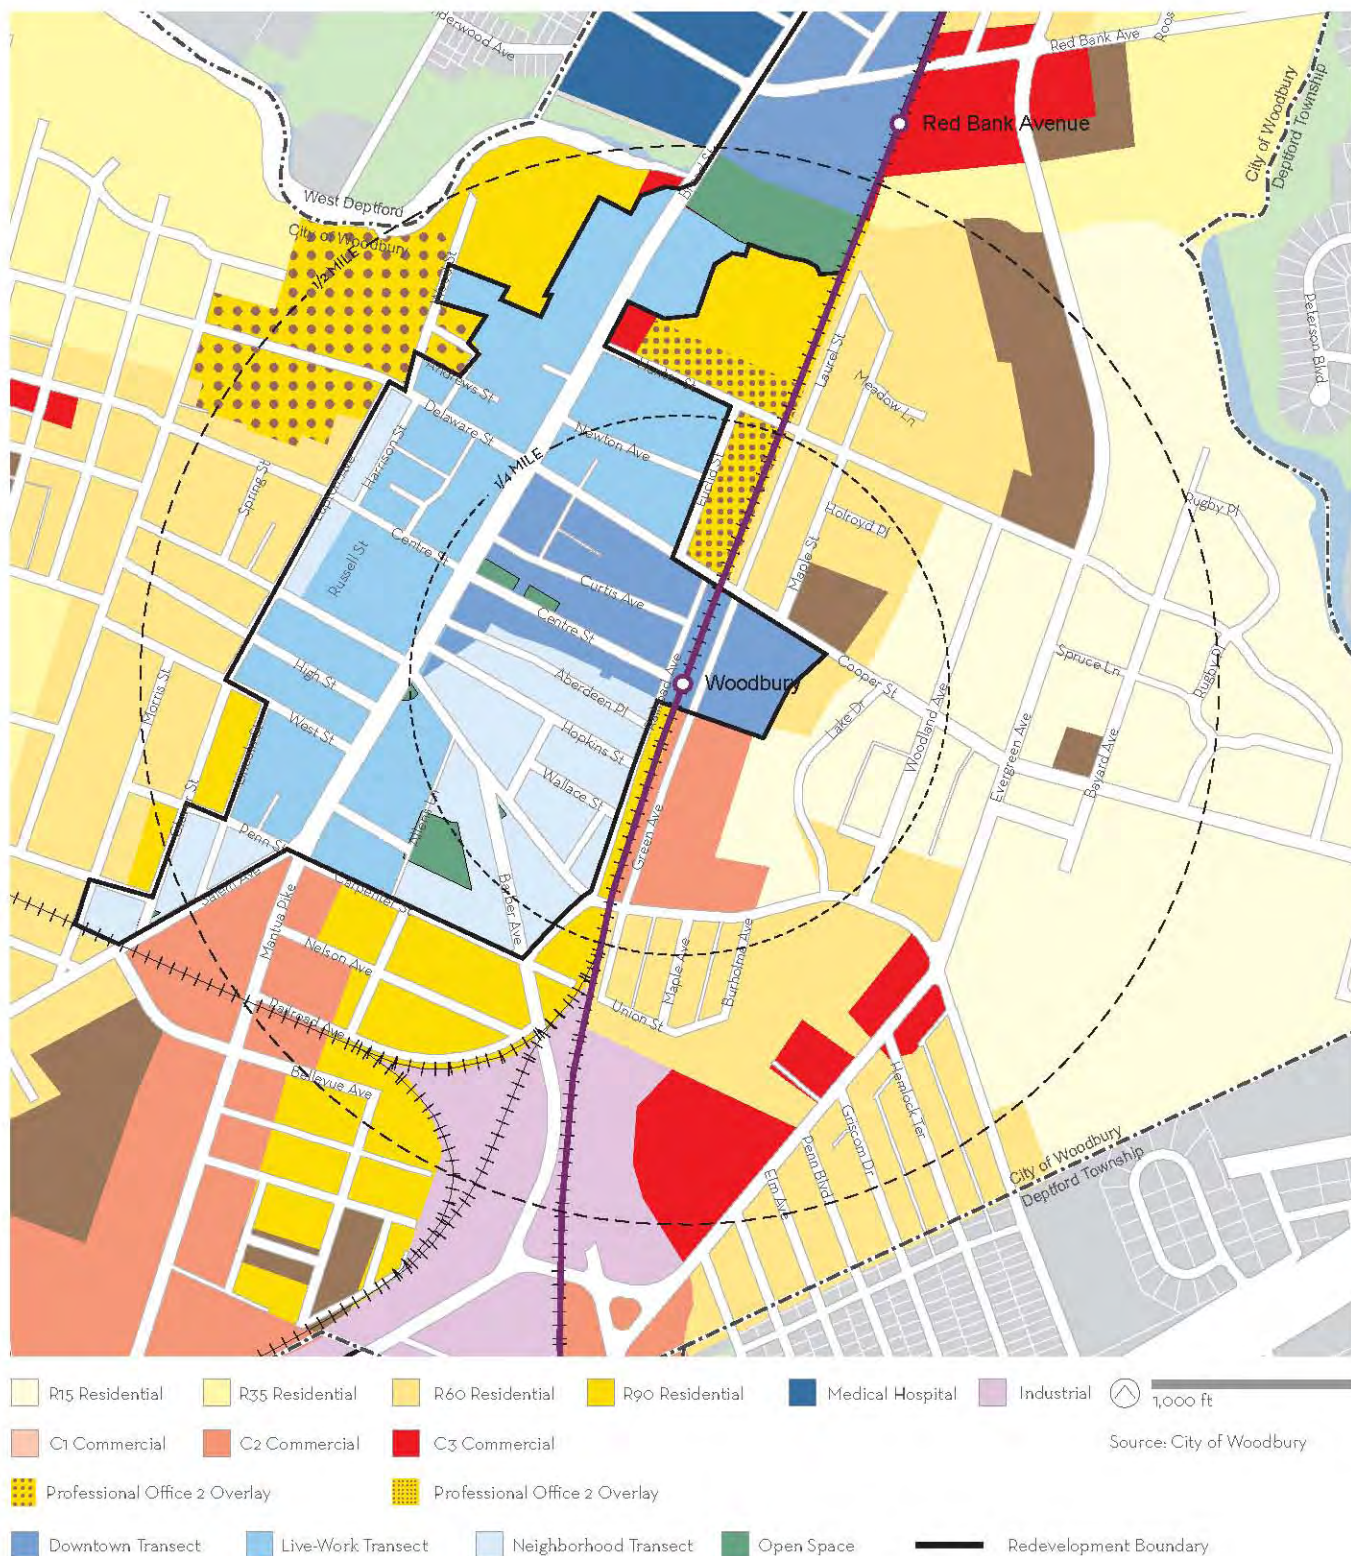 Red Bank Ave
City of Woodbury
Deptford Township
Red Bank Avenue
West Deptford
City of Woodbury
1/2 MILE
Peterson Blvd
Laurel St
Meadow Ln
Andrews St
Delaware St
Harrison St
Newton Ave
1/4 MILE
Euclid St
Spring St
Rugby Pl
Holroyd Pl
Maple St
Russell St
Centre St
Curtis Ave
Centre St
Cooper St
Spruce Ln
Rugby Pl
High St
Morris St
Aberdeen Pl
Railroad Ave
Woodbury
Lake Dr
Woodland Ave
West St
Hopkins St
Wallace St
Evergreen Ave
Bayard Ave
Green Ave
Penn St
Salem Ave
Carpenter St
Barber Ave
Mantua Pike
Nelson Ave
Maple Ave
Burholma Ave
Union St
Railroad Ave
Bellevue Ave
Hemlock Ter
Griscom Dr
Penn Blvd
Elm Ave
City of Woodbury
Deptford Township
R15 Residential
R35 Residential
R60 Residential
R90 Residential
Medical Hospital
Industrial
1,000 ft
C1 Commercial
C2 Commercial
C3 Commercial
Source: City of Woodbury
Professional Office 2 Overlay
Professional Office 2 Overlay
Downtown Transect
Live-Work Transect
Neighborhood Transect
Open Space
Redevelopment Boundary